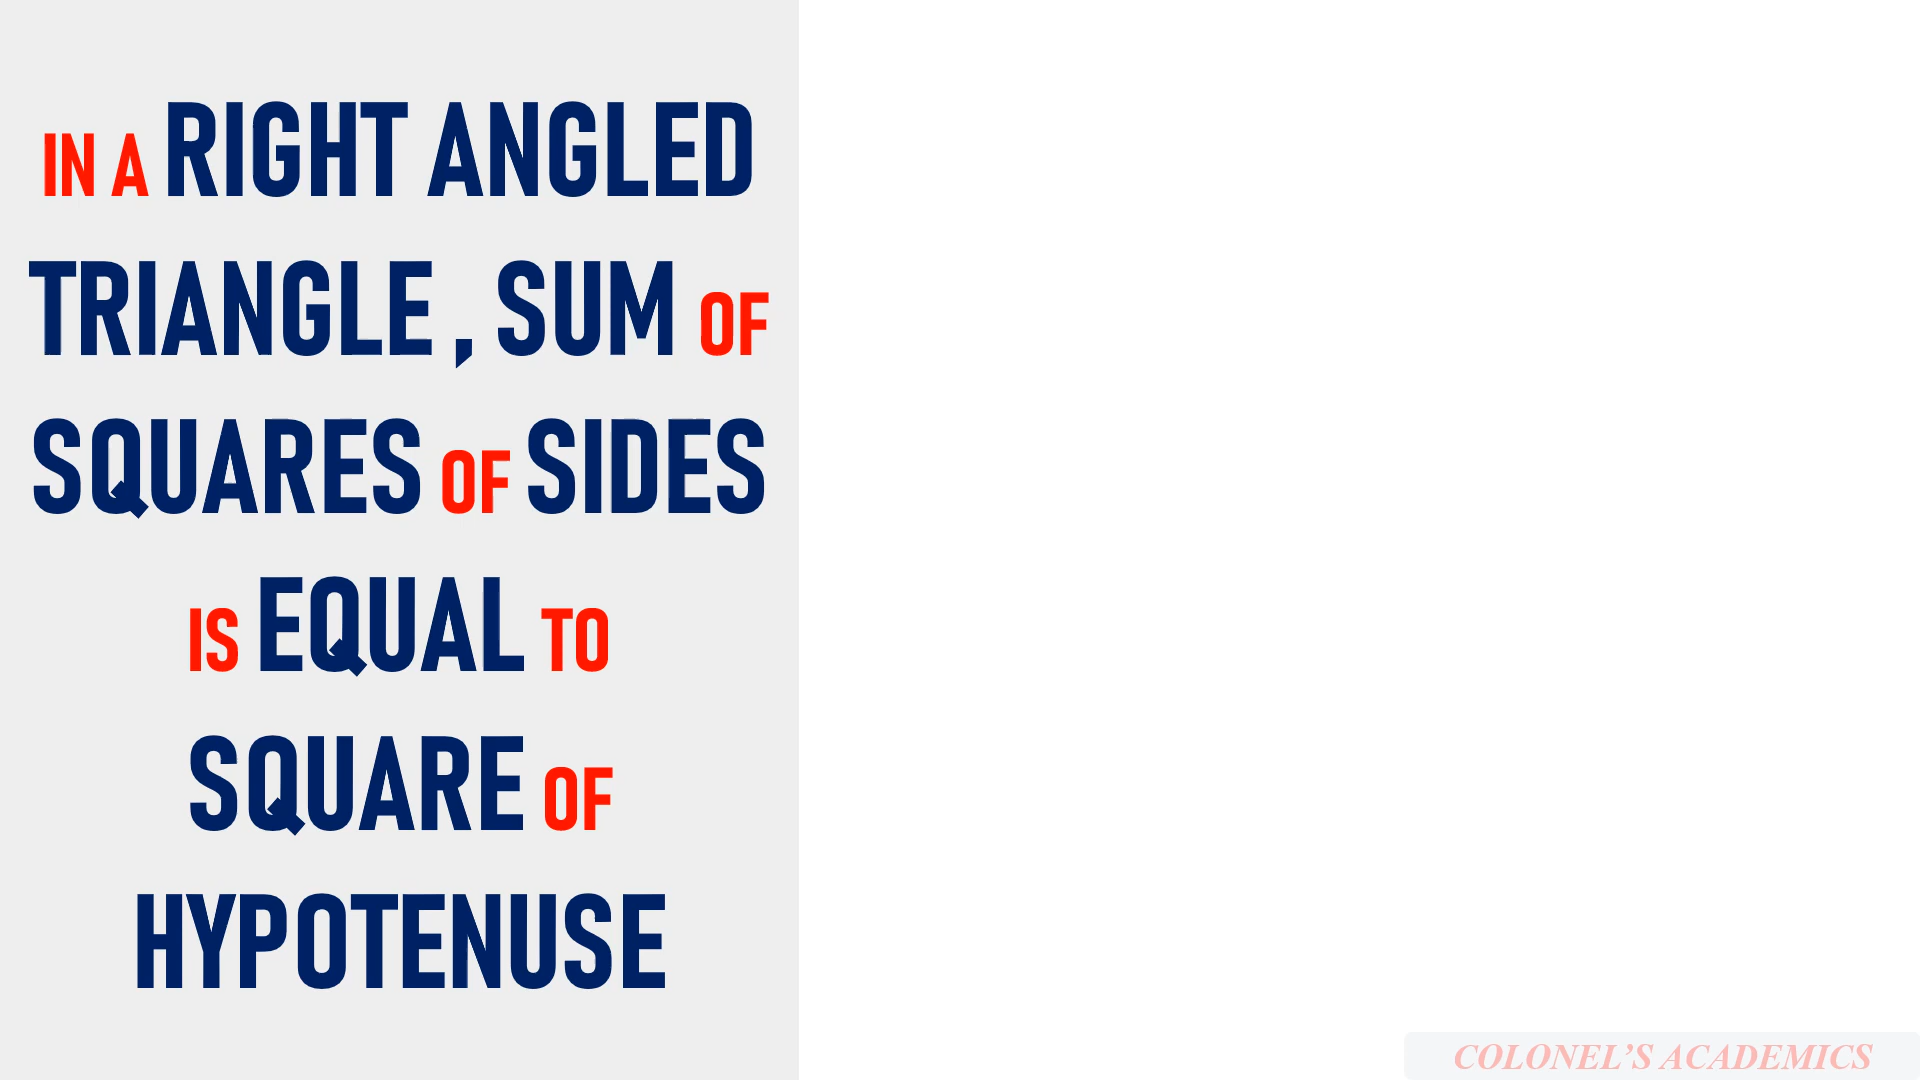 IN A RIGHT ANGLED
TRIANGLE , SUM OF
SQUARES OF SIDES
IS EQUAL TO
SQUARE OF
HYPOTENUSE
COLONEL’S ACADEMICS